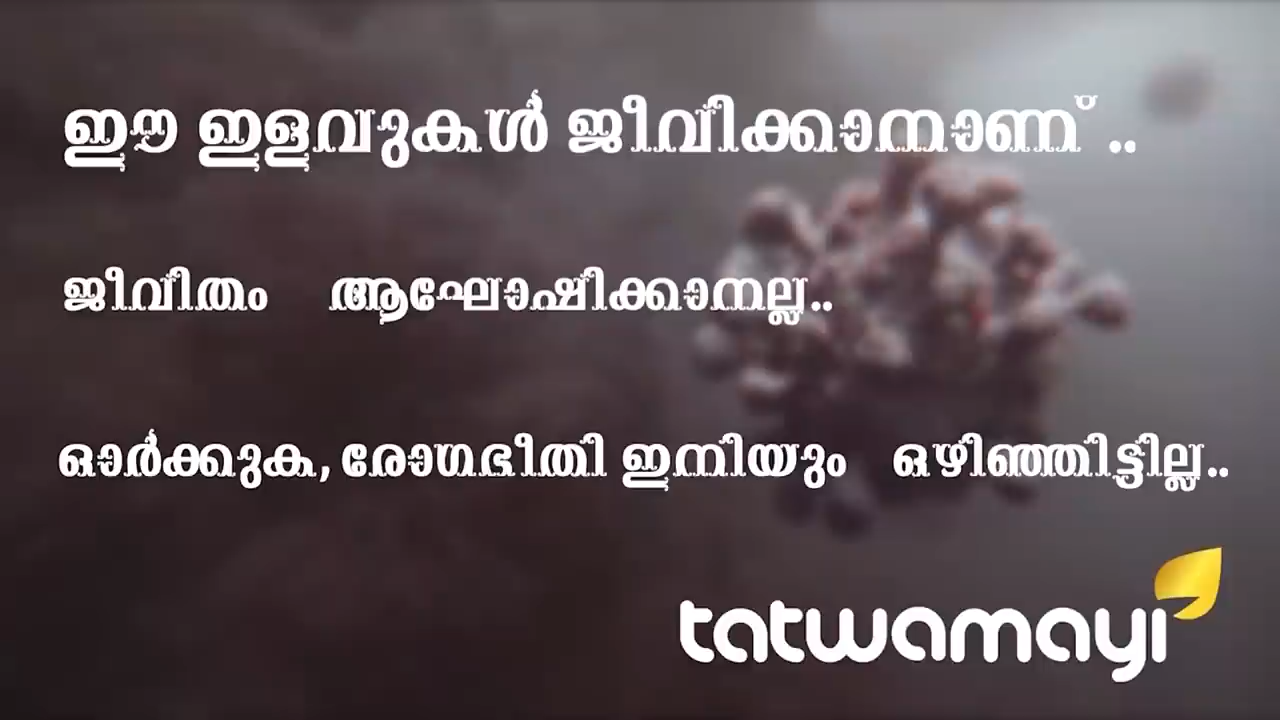 ഈ ഇളവുകൾ ജീവിക്കാനാണ് ..
ജീവിതം ആഘോഷിക്കാനല്ല..
ഓർക്കുക, രോഗഭീതി ഇനിയും ഒഴിഞ്ഞിട്ടില്ല..
tatwamayi